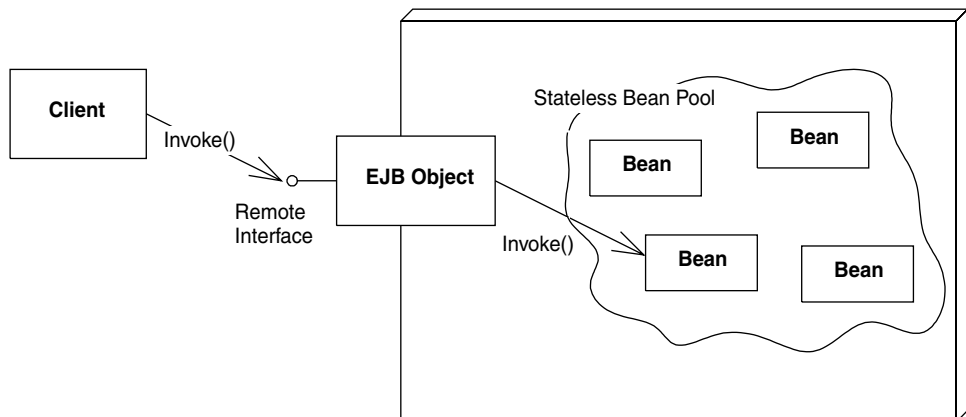 Client
Invoke()
Remote
Interface
EJB Object
Invoke()
Stateless Bean Pool
Bean
Bean
Bean
Bean